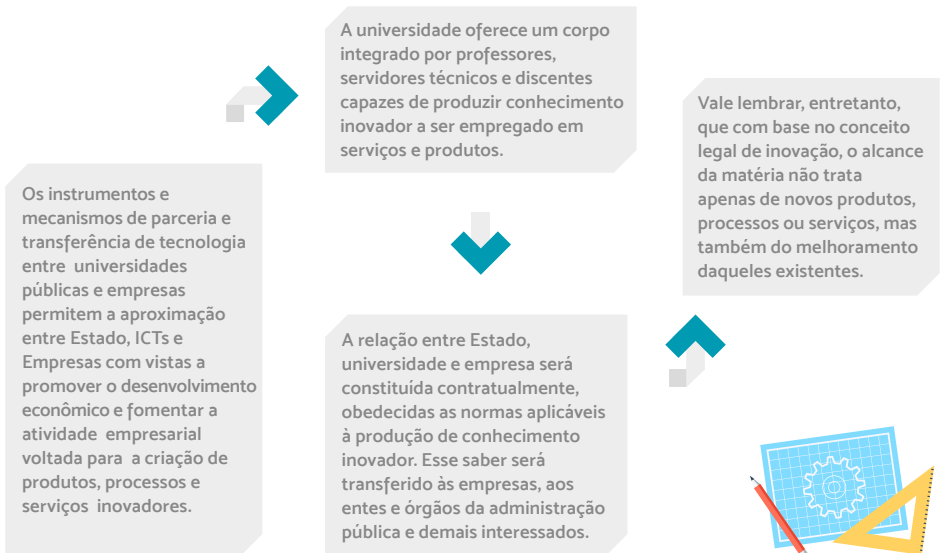 Os instrumentos e
mecanismos de parceria e
transferência de tecnologia
entre universidades
públicas e empresas
permitem a aproximação
entre Estado, ICTs e
Empresas com vistas a
promover o desenvolvimento
econômico e fomentar a
atividade empresarial
voltada para a criação de
produtos, processos e
serviços inovadores.
A universidade oferece um corpo
integrado por professores,
servidores técnicos e discentes
capazes de produzir conhecimento
inovador a ser empregado em
serviços e produtos.
A relação entre Estado,
universidade e empresa será
constituída contratualmente,
obedecidas as normas aplicáveis
à produção de conhecimento
inovador. Esse saber será
transferido às empresas, aos
entes e órgãos da administração
pública e demais interessados.
Vale lembrar, entretanto,
que com base no conceito
legal de inovação, o alcance
da matéria não trata
apenas de novos produtos,
processos ou serviços, mas
também do melhoramento
daqueles existentes.